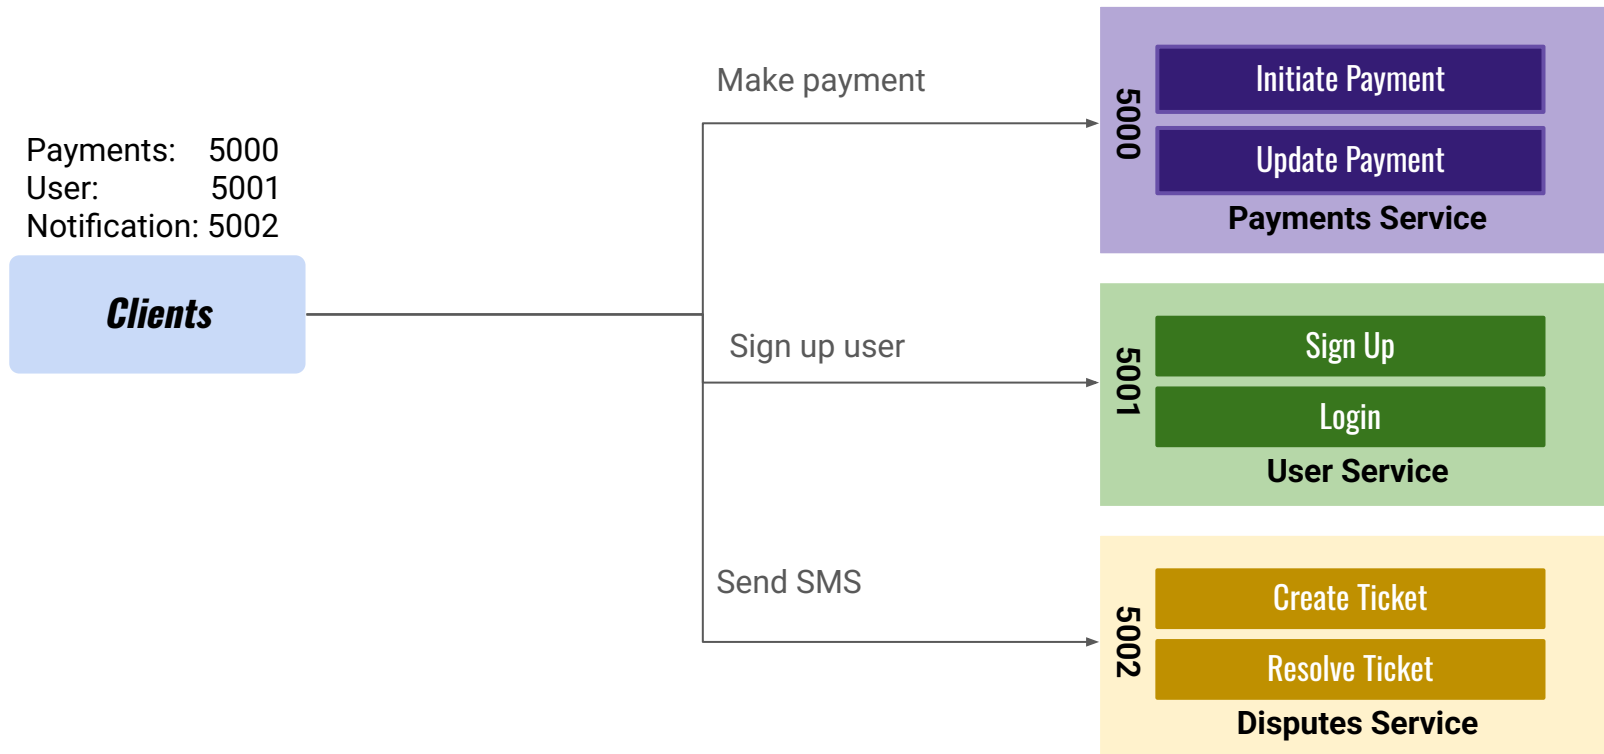 Payments: 5000
User: 5001
Notification: 5002
Clients
Make payment
Sign up user
Send SMS
5000
Initiate Payment
Update Payment
Payments Service
5001
Sign Up
Login
User Service
5002
Create Ticket
Resolve Ticket
Disputes Service